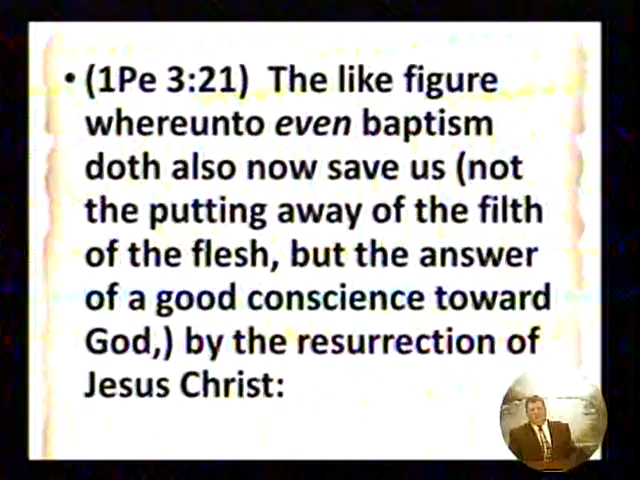 • (1Pe 3:21)  The like figure
whereunto even baptism
doth also now save us (not
the putting away of the filth
of the flesh, but the answer
of a good conscience toward
God,) by the resurrection of
Jesus Christ: